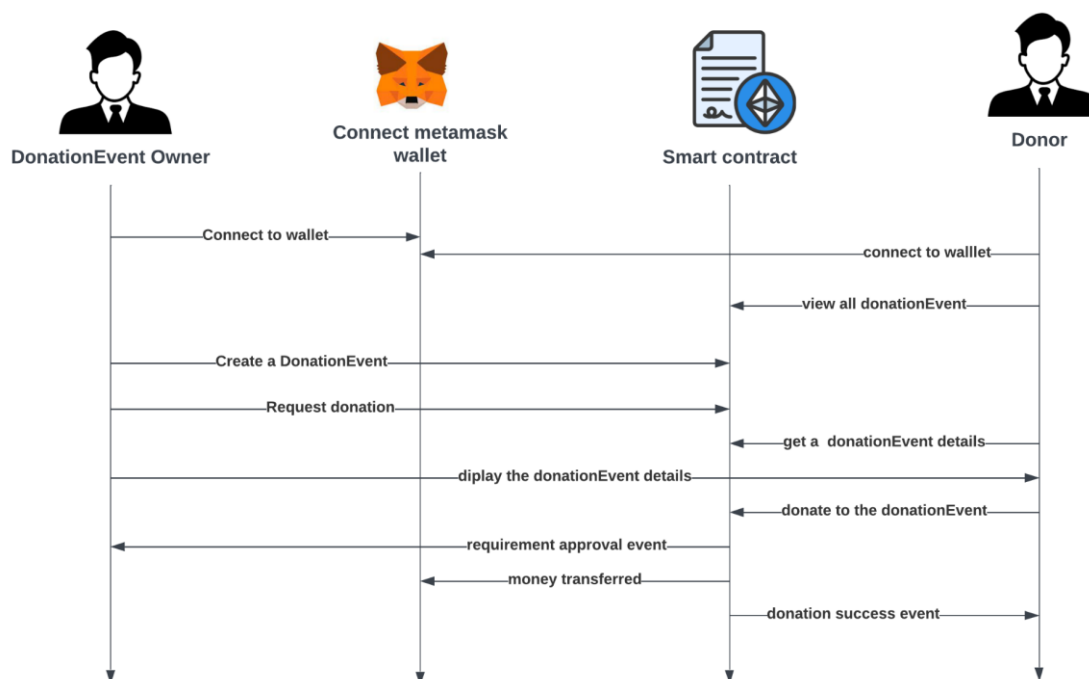 DonationEvent Owner
Connect metamask
wallet
Smart contract
Donor
Connect to wallet
connect to walllet
view all donationEvent
Create a DonationEvent
Request donation
get a donationEvent details
diplay the donationEvent details
donate to the donationEvent
requirement approval event
money transferred
donation success event